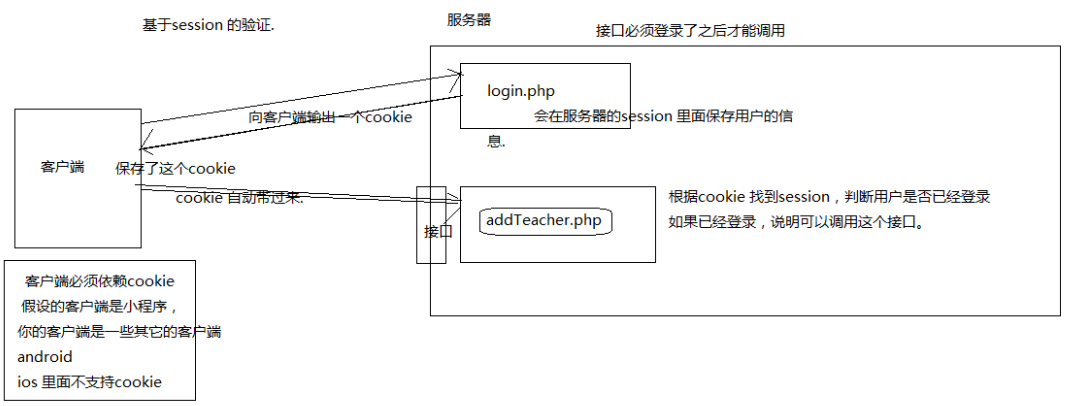 基于session 的验证.
服务器
接口必须登录了之后才能调用
login.php
向客户端输出一个cookie
会在服务器的session 里面保存用户的信
息.
客户端
保存了这个cookie
cookie 自动带过来.
接口
addTeacher.php
根据cookie 找到session，判断用户是否已经登录
如果已经登录，说明可以调用这个接口。
客户端必须依赖cookie
假设的客户端是小程序，
你的客户端是一些其它的客户端
android
ios 里面不支持cookie